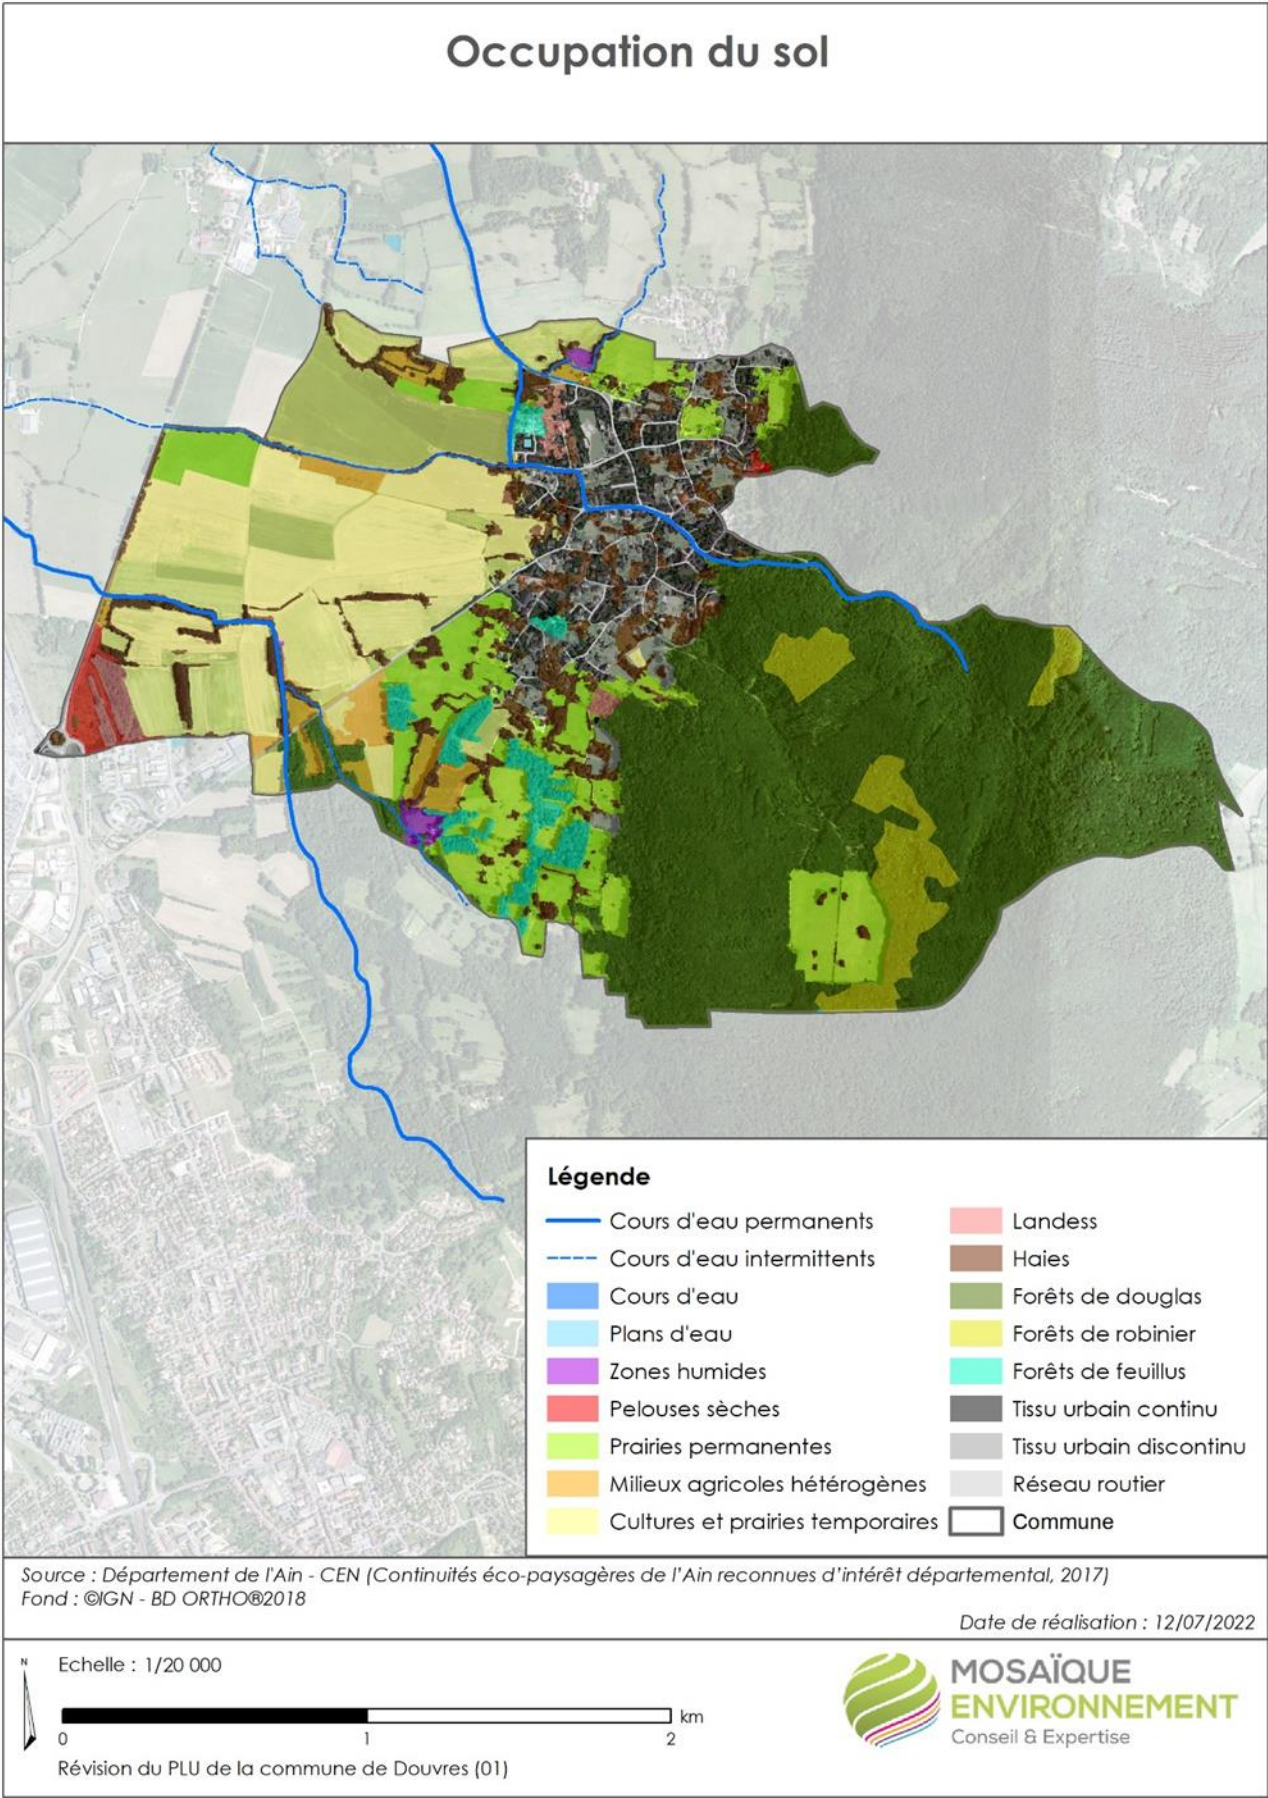 Occupation du sol
Légende
Cours d'eau permanents
Cours d'eau intermittents
Cours d'eau
Plans d'eau
Zones humides
Pelouses sèches
Prairies permanentes
Milieux agricoles hétérogènes
Cultures et prairies temporaires
Landess
Haies
Forêts de douglas
Forêts de robinier
Forêts de feuillus
Tissu urbain continu
Tissu urbain discontinu
Réseau routier
Commune
Source : Département de l'Ain - CEN (Continuités éco-paysagères de l'Ain reconnues d'intérêt départemental, 2017)
Fond : ©IGN - BD ORTHO®2018
Date de réalisation : 12/07/2022
N
Echelle : 1/20 000
km
0 1 2
Révision du PLU de la commune de Douvres (01)
MOSAÏQUE
ENVIRONNEMENT
Conseil & Expertise